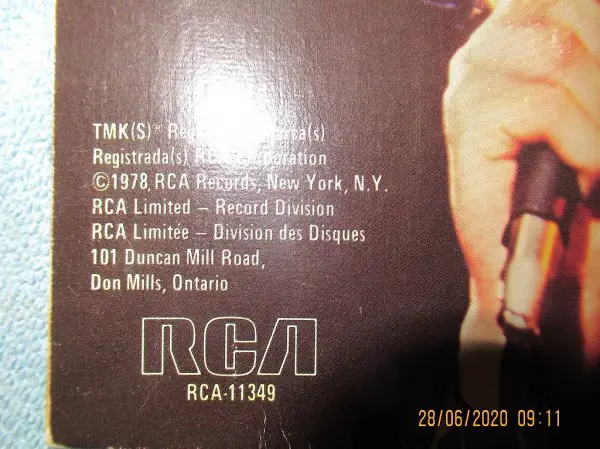 TMK(S)®
Registrada(s)
©1978, RCA Records, New York, N.Y.
RCA Limited – Record Division
RCA Limitée – Division des Disques
101 Duncan Mill Road,
Don Mills, Ontario
RCA
RCA-11349
28/06/2020 09:11